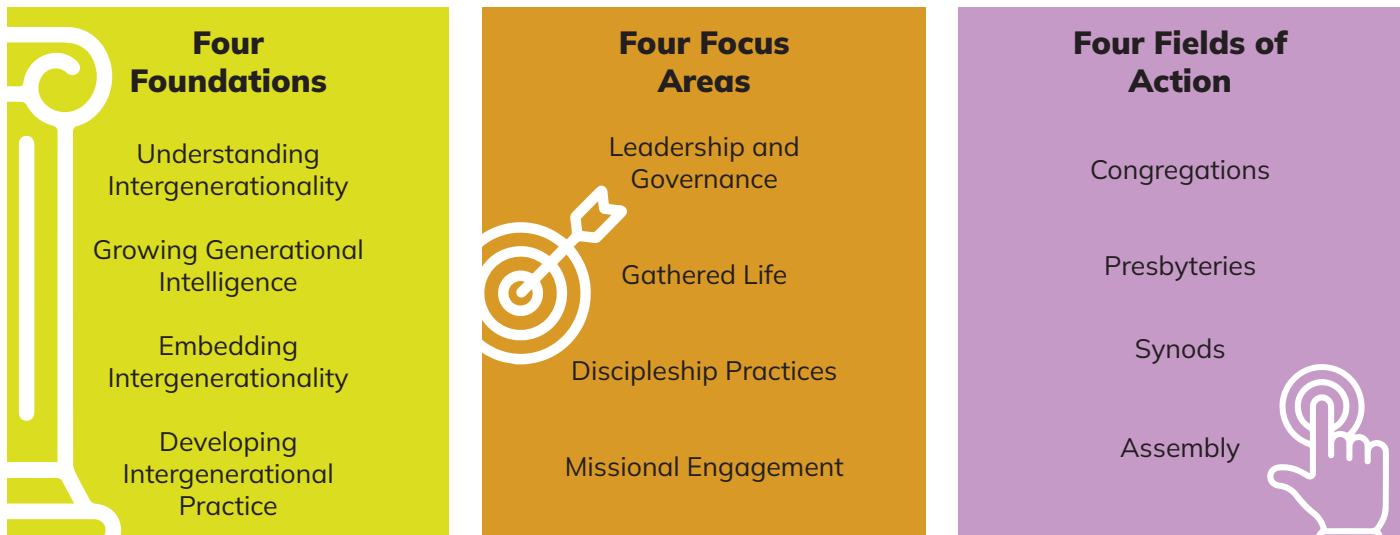 Four
Foundations
Understanding
Intergenerationality
Growing Generational
Intelligence
Embedding
Intergenerationality
Developing
Intergenerational
Practice
Four Focus
Areas
Leadership and
Governance
Gathered Life
Discipleship Practices
Missional Engagement
Four Fields of
Action
Congregations
Presbyteries
Synods
Assembly